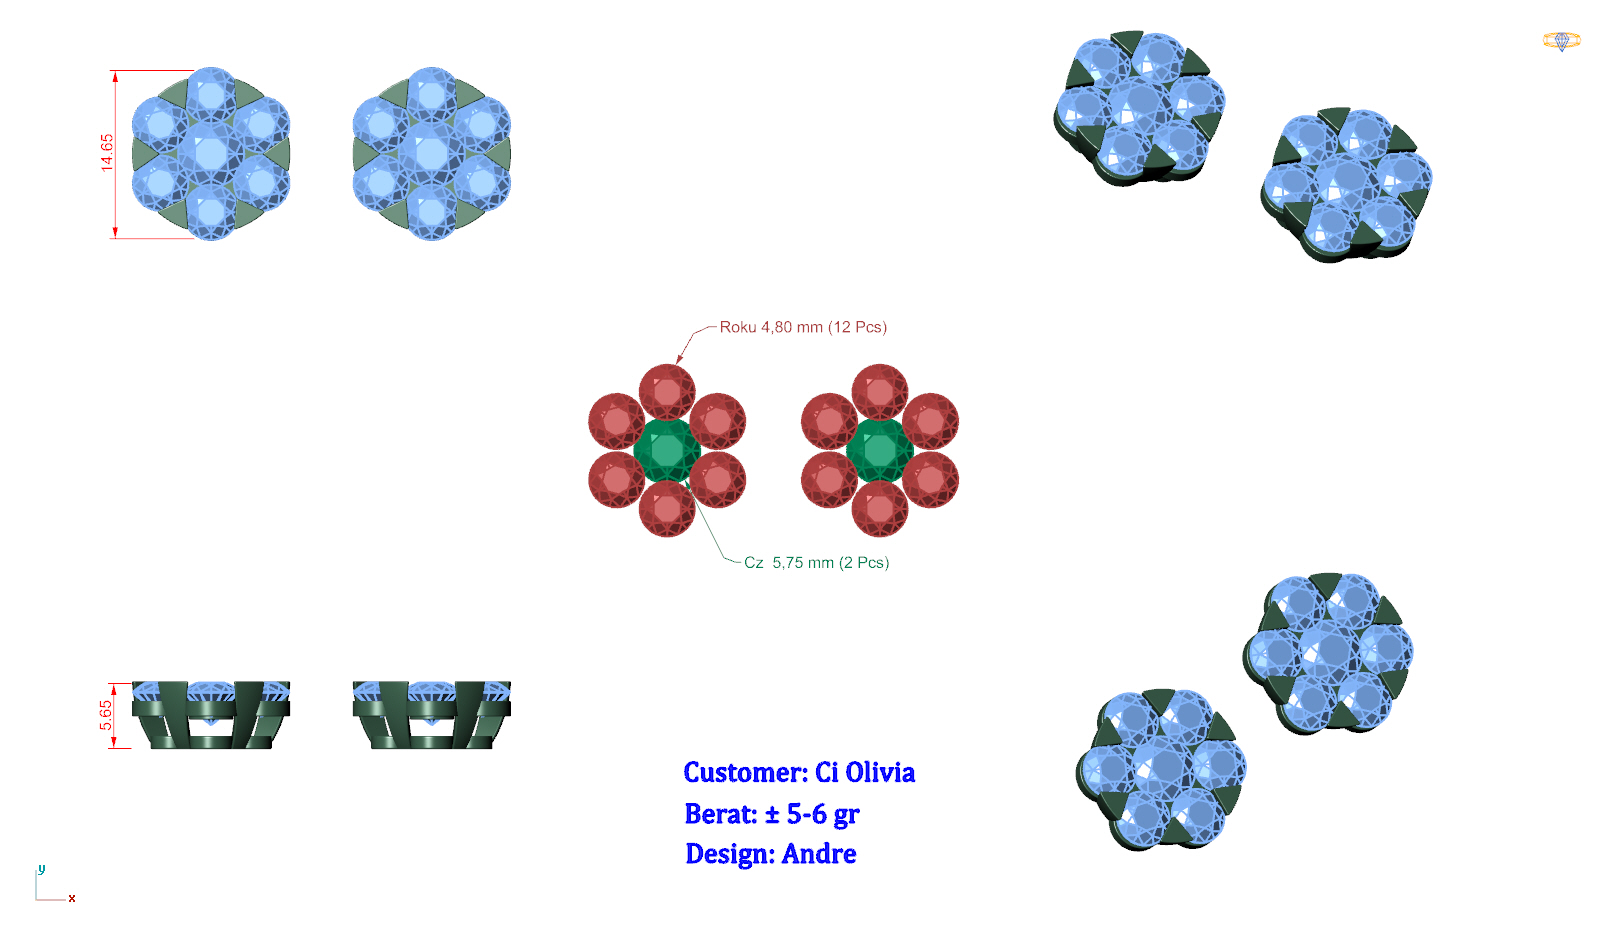 14.65
Roku 4,80 mm (12 Pcs)
Cz 5,75 mm (2 Pcs)
5.65
Customer: Ci Olivia
Berat: ± 5-6 gr
Design: Andre
y
x